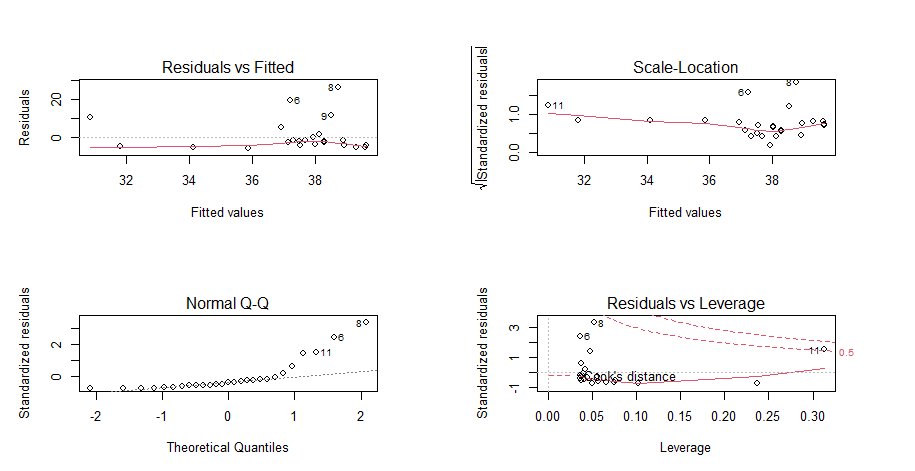 Residuals vs Fitted
Residuals
20
0
8
6
9
32 34 36 38
Fitted values
Scale-Location
√|Standardized residuals|
1.0
0.0
8
6
11
32 34 36 38
Fitted values
Normal Q-Q
Standardized residuals
2
0
8
6
11
-2 -1 0 1 2
Theoretical Quantiles
Residuals vs Leverage
Standardized residuals
3
1
-1
8
6
11
0.5
Cook's distance
0.00 0.05 0.10 0.15 0.20 0.25 0.30
Leverage